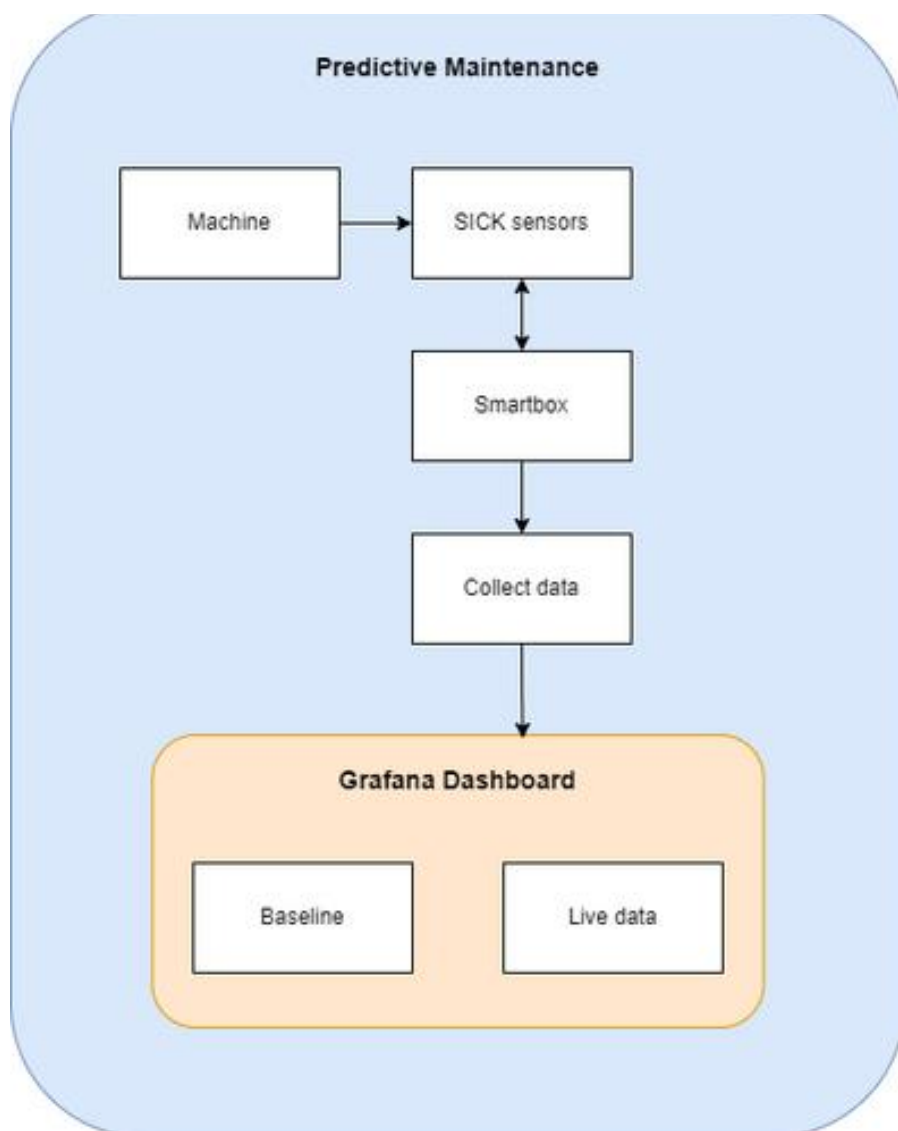 Predictive Maintenance
Machine
SICK sensors
Smartbox
Collect data
Grafana Dashboard
Baseline
Live data